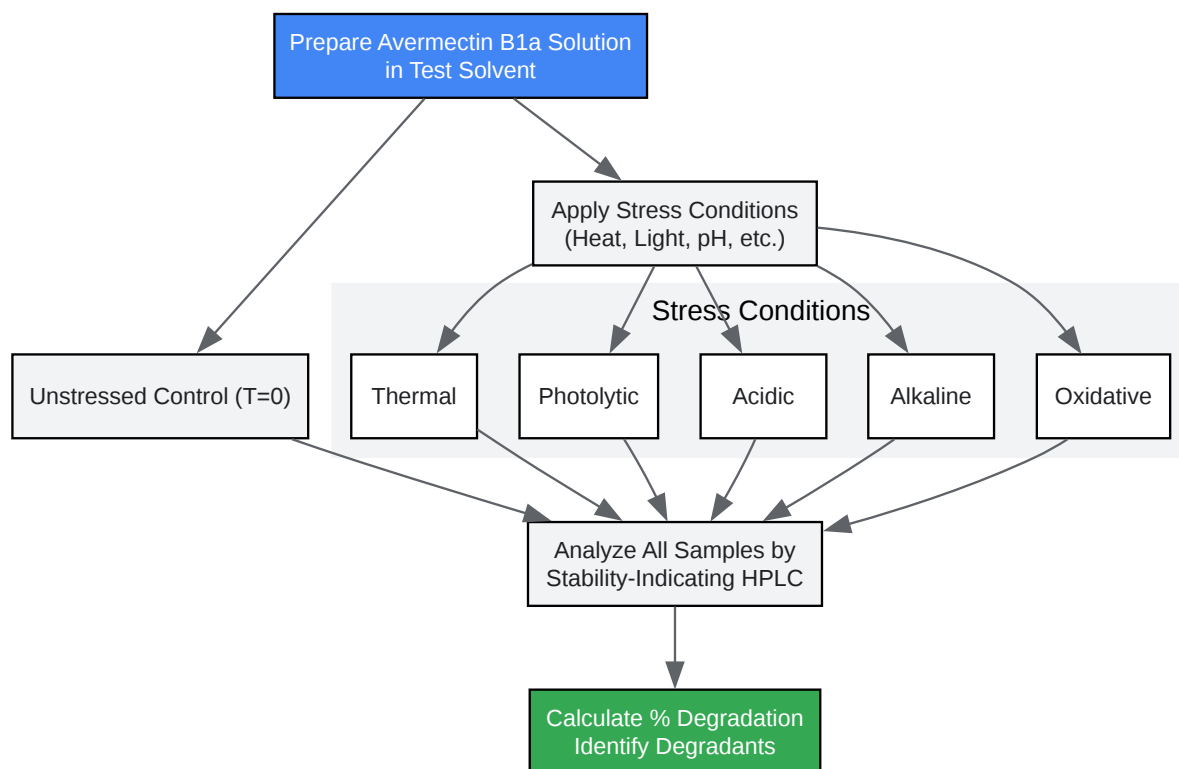 Prepare Avermectin B1a Solution
in Test Solvent
Apply Stress Conditions
(Heat, Light, pH, etc.)
Stress Conditions
Unstressed Control (T=0)
Thermal
Photolytic
Acidic
Alkaline
Oxidative
Analyze All Samples by
Stability-Indicating HPLC
Calculate % Degradation
Identify Degradants